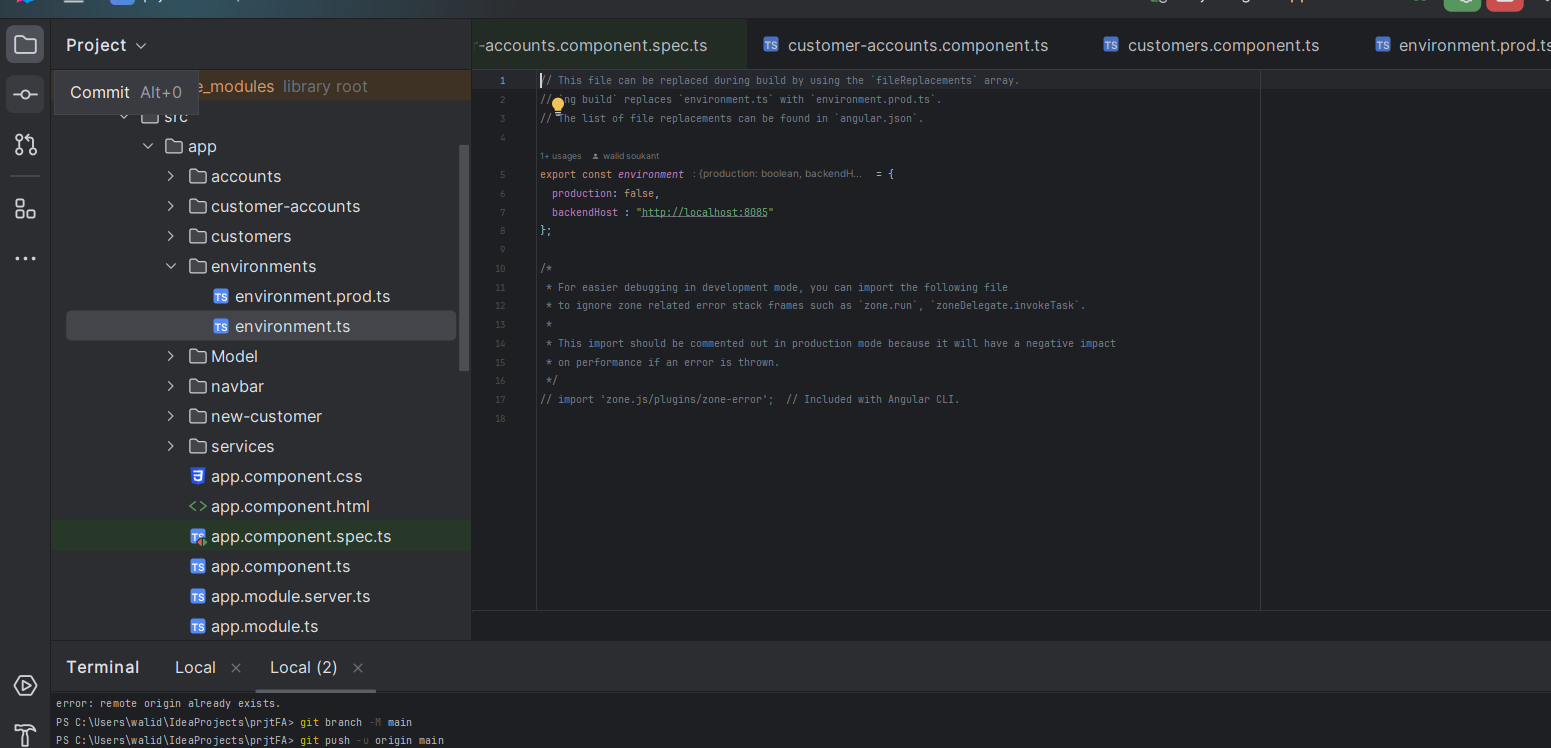 Project
-accounts.component.spec.ts
TS customer-accounts.component.ts
TS customers.component.ts
TS environment.prod.ts
e_modules library root
Commit Alt+0
src
app
accounts
customer-accounts
customers
environments
TS environment.prod.ts
TS environment.ts
Model
navbar
new-customer
services
app.component.css
<> app.component.html
TS app.component.spec.ts
TS app.component.ts
TS app.module.server.ts
TS app.module.ts
1 // This file can be replaced during build by using the `fileReplacements` array.
2 // `ng build` replaces `environment.ts` with `environment.prod.ts`.
3 // The list of file replacements can be found in `angular.json`.
4
1+ usages walid soukant
5 export const environment : {production: boolean, backendH... = {
6 production: false,
7 backendHost : "http://localhost:8085"
8 };
9
10 /*
11 * For easier debugging in development mode, you can import the following file
12 * to ignore zone related error stack frames such as `zone.run`, `zoneDelegate.invokeTask`.
13 *
14 * This import should be commented out in production mode because it will have a negative impact
15 * on performance if an error is thrown.
16 */
17 // import 'zone.js/plugins/zone-error';  // Included with Angular CLI.
18
Terminal Local × Local (2) ×
error: remote origin already exists.
PS C:\Users\walid\IdeaProjects\prjtFA> git branch -M main
PS C:\Users\walid\IdeaProjects\prjtFA> git push -u origin main